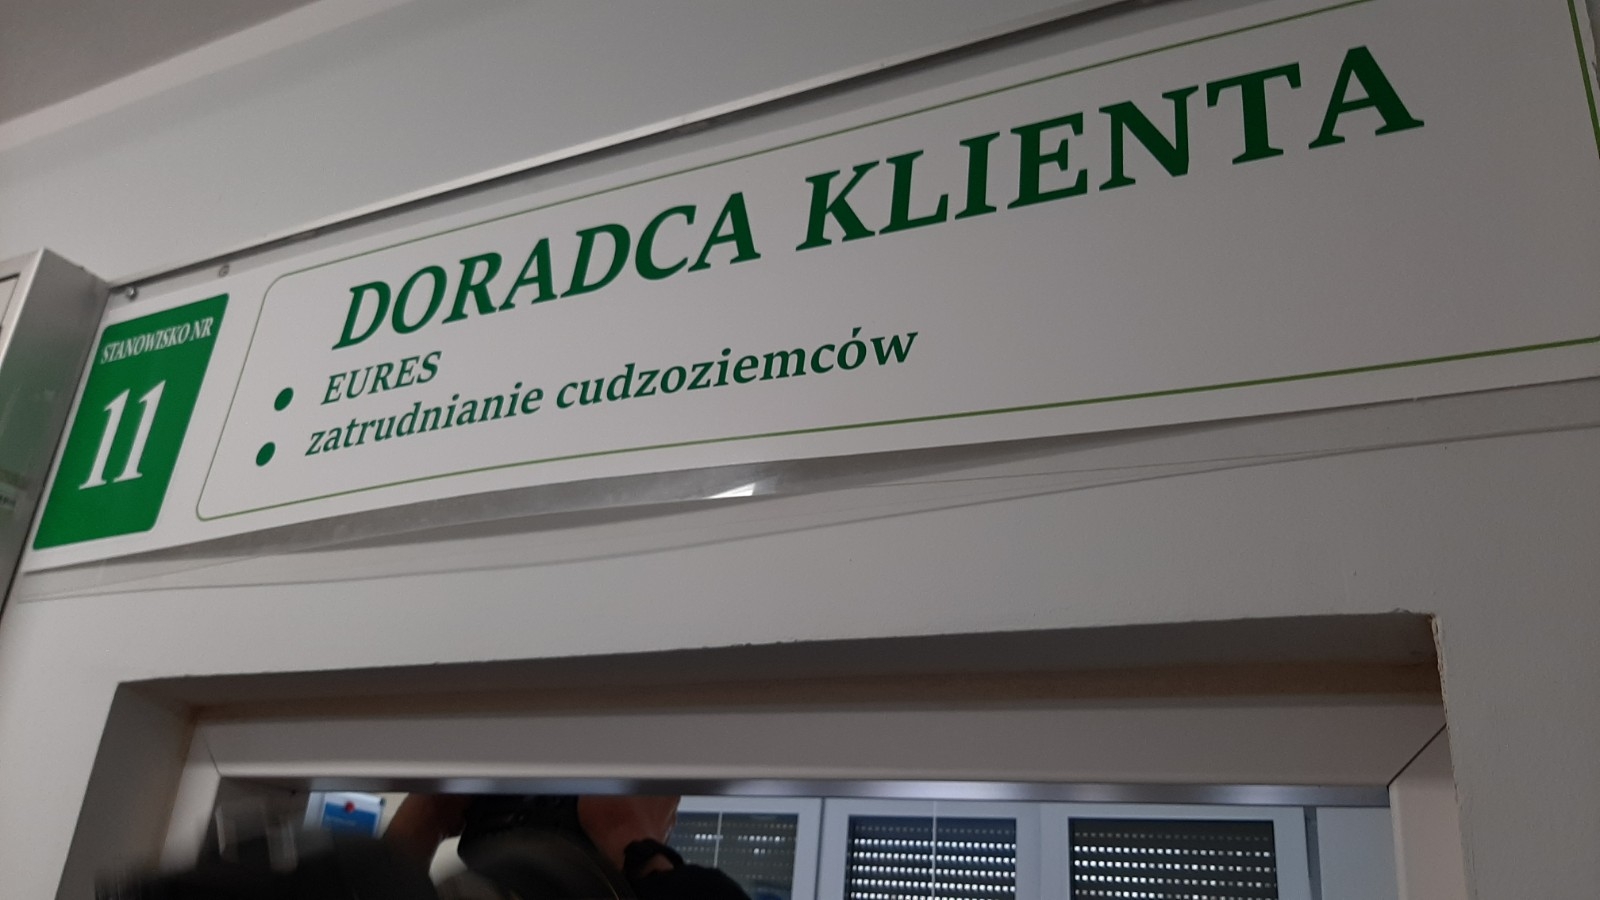 STANOWISKO NR
11
DORADCA KLIENTA
• EURES
• zatrudnianie cudzoziemców